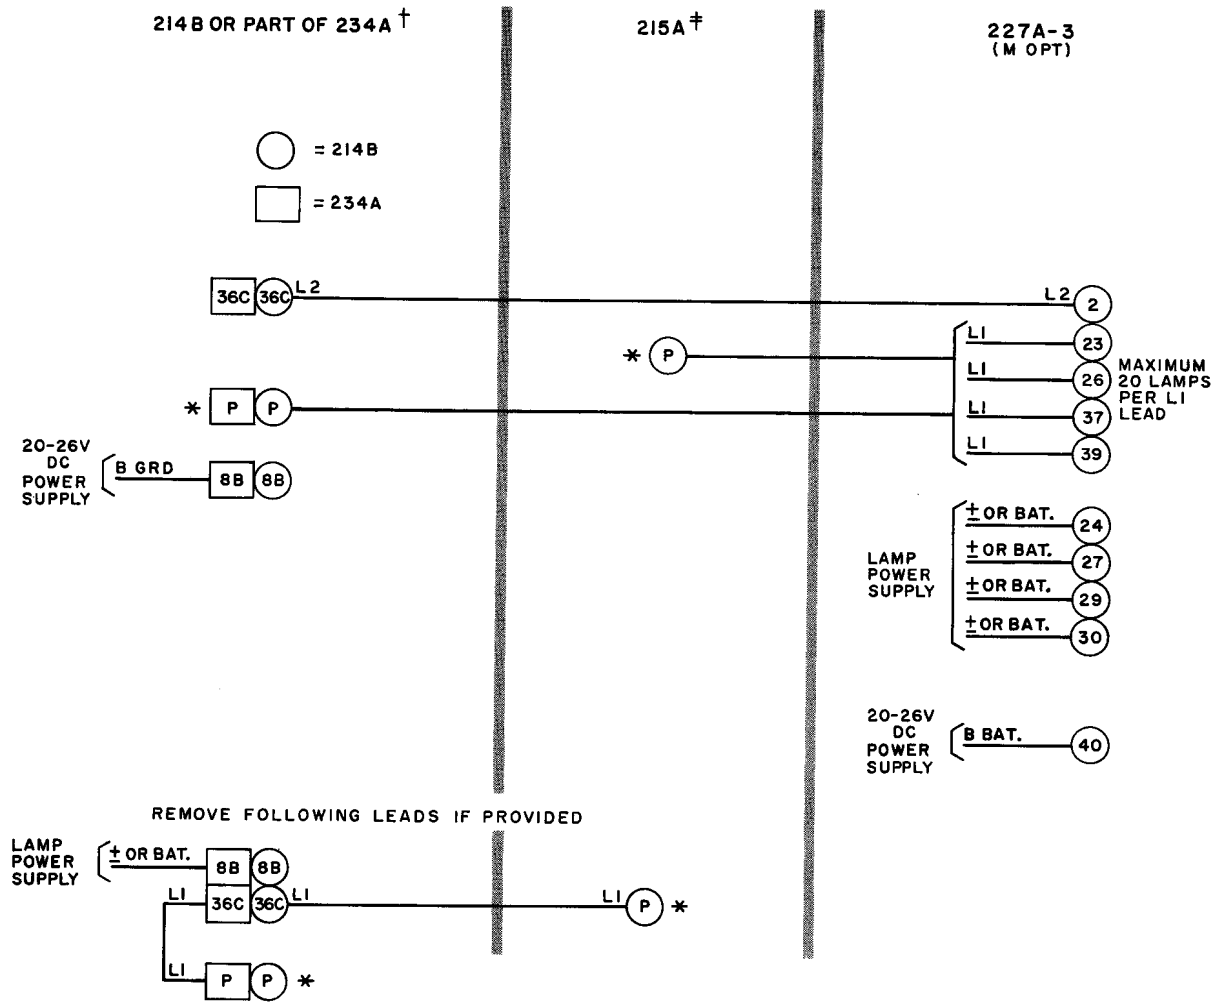 214B OR PART OF 234A †
215A ‡
227A-3
(M OPT)
= 214B
= 234A
36C 36C L2 L2 2
* P
L1 23
L1 26
L1 37
L1 39
MAXIMUM
20 LAMPS
PER L1
LEAD
* P P
20-26V
DC
POWER
SUPPLY
B GRD 8B 8B
LAMP
POWER
SUPPLY
± OR BAT. 24
± OR BAT. 27
± OR BAT. 29
± OR BAT. 30
20-26V
DC
POWER
SUPPLY
B BAT. 40
REMOVE FOLLOWING LEADS IF PROVIDED
LAMP
POWER
SUPPLY
± OR BAT. 8B 8B
L1 36C 36C L1 L1 P *
L1 P P *